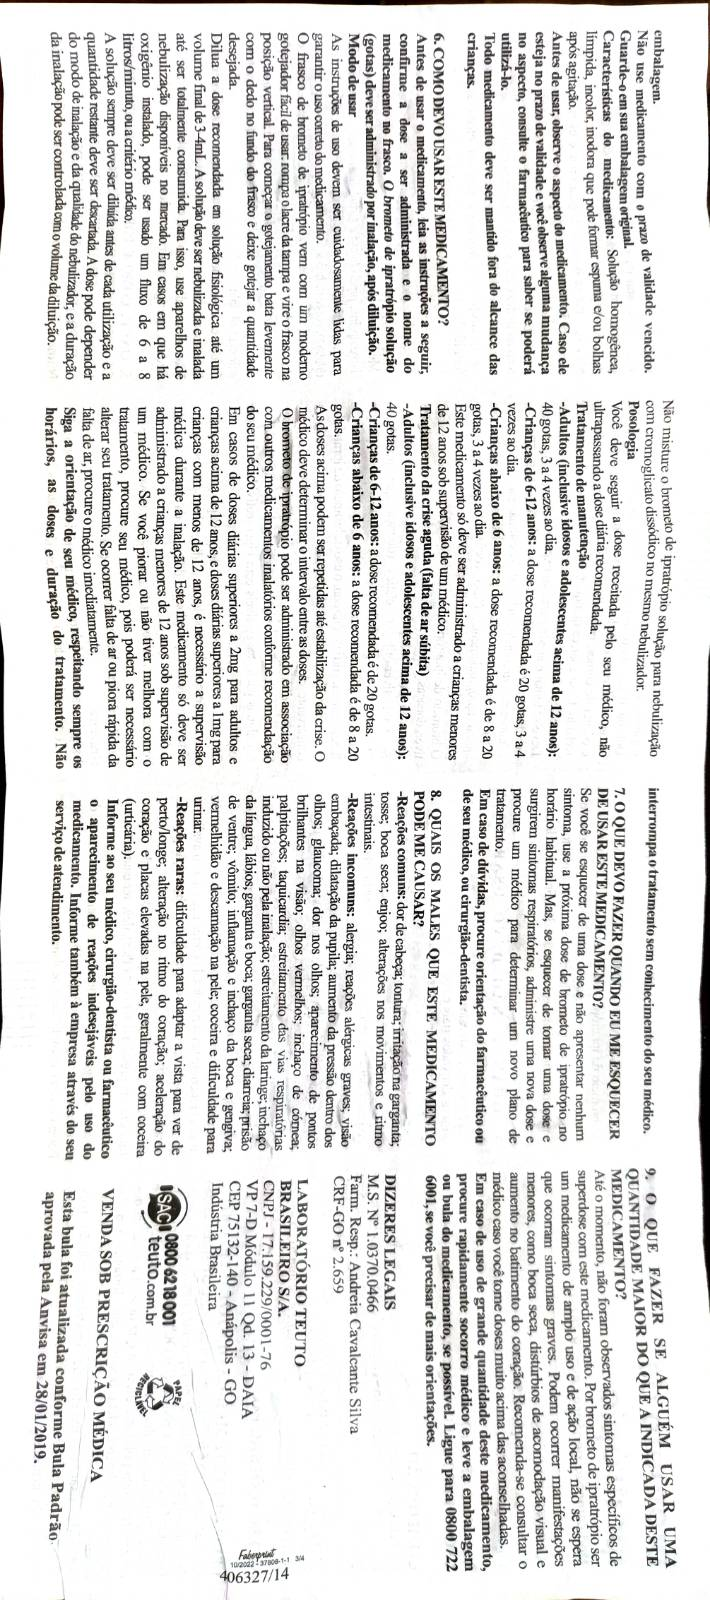 embalagem.
Não use medicamento com o prazo de validade vencido.
Guarde-o em sua embalagem original.
Características do medicamento: Solução homogênea,
límpida, incolor, inodora que pode formar espuma e/ou bolhas
após agitação.
Antes de usar, observe o aspecto do medicamento. Caso ele
esteja no prazo de validade e você observe alguma mudança
no aspecto, consulte o farmacêutico para saber se poderá
utilizá-lo.
Todo medicamento deve ser mantido fora do alcance das
crianças.
6. COMO DEVO USAR ESTE MEDICAMENTO?
Antes de usar o medicamento, leia as instruções a seguir,
confirme a dose a ser administrada e o nome do
medicamento no frasco. O brometo de ipratrópio solução
(gotas) deve ser administrado por inalação, após diluição.
Modo de usar
As instruções de uso devem ser cuidadosamente lidas para
garantir o uso correto do medicamento.
O frasco de brometo de ipratrópio vem com um moderno
gotejador fácil de usar: rompa o lacre da tampa e vire o frasco na
posição vertical. Para começar o gotejamento bata levemente
com o dedo no fundo do frasco e deixe gotejar a quantidade
desejada.
Dilua a dose recomendada em solução fisiológica até um
volume final de 3-4mL. A solução deve ser nebulizada e inalada
até ser totalmente consumida. Para isso, use aparelhos de
nebulização disponíveis no mercado. Em casos em que há
oxigênio instalado, pode ser usado um fluxo de 6 a 8
litros/minuto, ou a critério médico.
A solução sempre deve ser diluída antes de cada utilização e a
quantidade restante deve ser descartada. A dose pode depender
do modo de inalação e da qualidade do nebulizador, e a duração
da inalação pode ser controlada com o volume da diluição.
Não misture o brometo de ipratrópio solução para nebulização
com cromoglicato dissódico no mesmo nebulizador.
Posologia
Você deve seguir a dose receitada pelo seu médico, não
ultrapassando a dose diária recomendada.
Tratamento de manutenção
-Adultos (inclusive idosos e adolescentes acima de 12 anos):
40 gotas, 3 a 4 vezes ao dia.
-Crianças de 6-12 anos: a dose recomendada é 20 gotas, 3 a 4
vezes ao dia.
-Crianças abaixo de 6 anos: a dose recomendada é de 8 a 20
gotas, 3 a 4 vezes ao dia.
Este medicamento só deve ser administrado a crianças menores
de 12 anos sob supervisão de um médico.
Tratamento da crise aguda (falta de ar súbita)
-Adultos (inclusive idosos e adolescentes acima de 12 anos):
40 gotas.
-Crianças de 6-12 anos: a dose recomendada é de 20 gotas.
-Crianças abaixo de 6 anos: a dose recomendada é de 8 a 20
gotas.
As doses acima podem ser repetidas até estabilização da crise. O
médico deve determinar o intervalo entre as doses.
O brometo de ipratrópio pode ser administrado em associação
com outros medicamentos inalatórios conforme recomendação
do seu médico.
Em casos de doses diárias superiores a 2mg para adultos e
crianças acima de 12 anos, e doses diárias superiores a 1mg para
crianças com menos de 12 anos, é necessário a supervisão
médica durante a inalação. Este medicamento só deve ser
administrado a crianças menores de 12 anos sob supervisão de
um médico. Se você piorar ou não tiver melhora com o
tratamento, procure seu médico, pois poderá ser necessário
alterar seu tratamento. Se ocorrer falta de ar ou piora rápida da
falta de ar, procure o médico imediatamente.
Siga a orientação de seu médico, respeitando sempre os
horários, as doses e duração do tratamento. Não
interrompa o tratamento sem conhecimento do seu médico.
7. O QUE DEVO FAZER QUANDO EU ME ESQUECER
DE USAR ESTE MEDICAMENTO?
Se você se esquecer de uma dose e não apresentar nenhum
sintoma, use a próxima dose de brometo de ipratrópio no
horário habitual. Mas, se esquecer de tomar uma dose e
surgirem sintomas respiratórios, administre uma nova dose e
procure um médico para determinar um novo plano de
tratamento.
Em caso de dúvidas, procure orientação do farmacêutico ou
de seu médico, ou cirurgião-dentista.
8. QUAIS OS MALES QUE ESTE MEDICAMENTO
PODE ME CAUSAR?
-Reações comuns: dor de cabeça; tontura; irritação na garganta;
tosse; boca seca; enjoo; alterações nos movimentos e ritmo
intestinais.
-Reações incomuns: alergia; reações alérgicas graves; visão
embaçada; dilatação da pupila; aumento da pressão dentro dos
olhos; glaucoma; dor nos olhos; aparecimento de pontos
brilhantes na visão; olhos vermelhos; inchaço de córnea;
palpitações; taquicardia; estreitamento das vias respiratórias
induzido ou não pela inalação; estreitamento da laringe; inchaço
da língua, lábios, garganta e boca; garganta seca; diarreia; prisão
de ventre; vômito; inflamação e inchaço da boca e gengiva;
vermelhidão e descamação na pele; coceira e dificuldade para
urinar.
-Reações raras: dificuldade para adaptar a vista para ver de
perto/longe; alteração no ritmo do coração; aceleração do
coração e placas elevadas na pele, geralmente com coceira
(urticária).
Informe ao seu médico, cirurgião-dentista ou farmacêutico
o aparecimento de reações indesejáveis pelo uso do
medicamento. Informe também à empresa através do seu
serviço de atendimento.
9. O QUE FAZER SE ALGUÉM USAR UMA
QUANTIDADE MAIOR DO QUE A INDICADA DESTE
MEDICAMENTO?
Até o momento, não foram observados sintomas específicos de
superdose com este medicamento. Por brometo de ipratrópio ser
um medicamento de amplo uso e de ação local, não se espera
que ocorram sintomas graves. Podem ocorrer manifestações
menores, como boca seca, distúrbios de acomodação visual e
aumento no batimento do coração. Recomenda-se consultar o
médico caso você tome doses muito acima das aconselhadas.
Em caso de uso de grande quantidade deste medicamento,
procure rapidamente socorro médico e leve a embalagem
ou bula do medicamento, se possível. Ligue para 0800 722
6001, se você precisar de mais orientações.
DIZERES LEGAIS
M.S. Nº 1.0370.0466
Farm. Resp.: Andreia Cavalcante Silva
CRF-GO nº 2.659
LABORATÓRIO TEUTO
BRASILEIRO S/A.
CNPJ - 17.159.229/0001-76
VP 7-D Módulo 11 Qd. 13 - DAIA
CEP 75132-140 - Anápolis - GO
Indústria Brasileira
SAC 0800 6218 001
teuto.com.br
PAPEL
RECICLÁVEL
VENDA SOB PRESCRIÇÃO MÉDICA
Esta bula foi atualizada conforme Bula Padrão
aprovada pela Anvisa em 28/01/2019.
Faberprint
10/2022 - 37808-1-1 3/4
406327/14